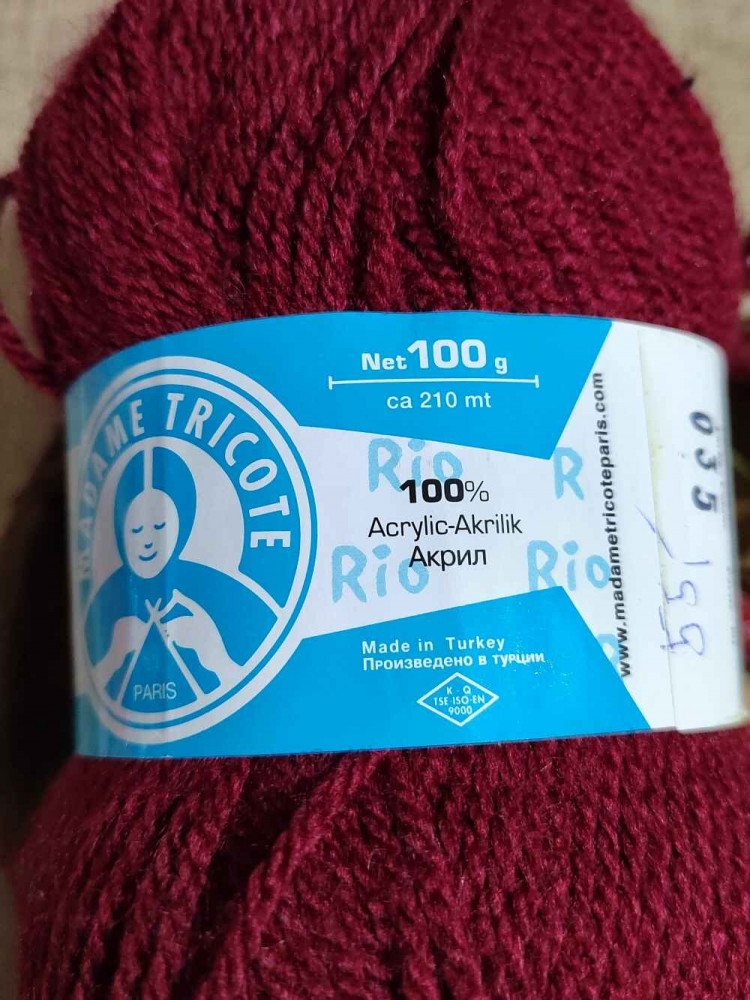 MADAME TRICOTE
PARIS
Net 100 g
ca 210 mt
Rio
R
100%
Acrylic-Akrilik
Акрил
Rio
Rio
Made in Turkey
Произведено в турции
K - Q
TSE-ISO-EN
9000
www.madametricoteparis.com
035